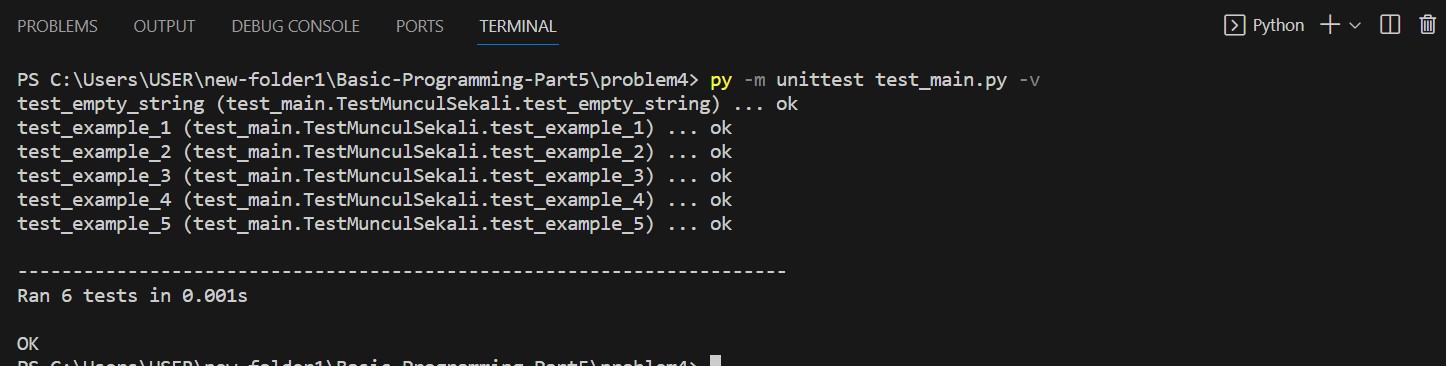 PROBLEMS OUTPUT DEBUG CONSOLE PORTS TERMINAL Python
PS C:\Users\USER\new-folder1\Basic-Programming-Part5\problem4> py -m unittest test_main.py -v
test_empty_string (test_main.TestMunculSekali.test_empty_string) ... ok
test_example_1 (test_main.TestMunculSekali.test_example_1) ... ok
test_example_2 (test_main.TestMunculSekali.test_example_2) ... ok
test_example_3 (test_main.TestMunculSekali.test_example_3) ... ok
test_example_4 (test_main.TestMunculSekali.test_example_4) ... ok
test_example_5 (test_main.TestMunculSekali.test_example_5) ... ok
----------------------------------------------------------------------
Ran 6 tests in 0.001s
OK
PS C:\Users\USER\new-folder1\Basic-Programming-Part5\problem4>